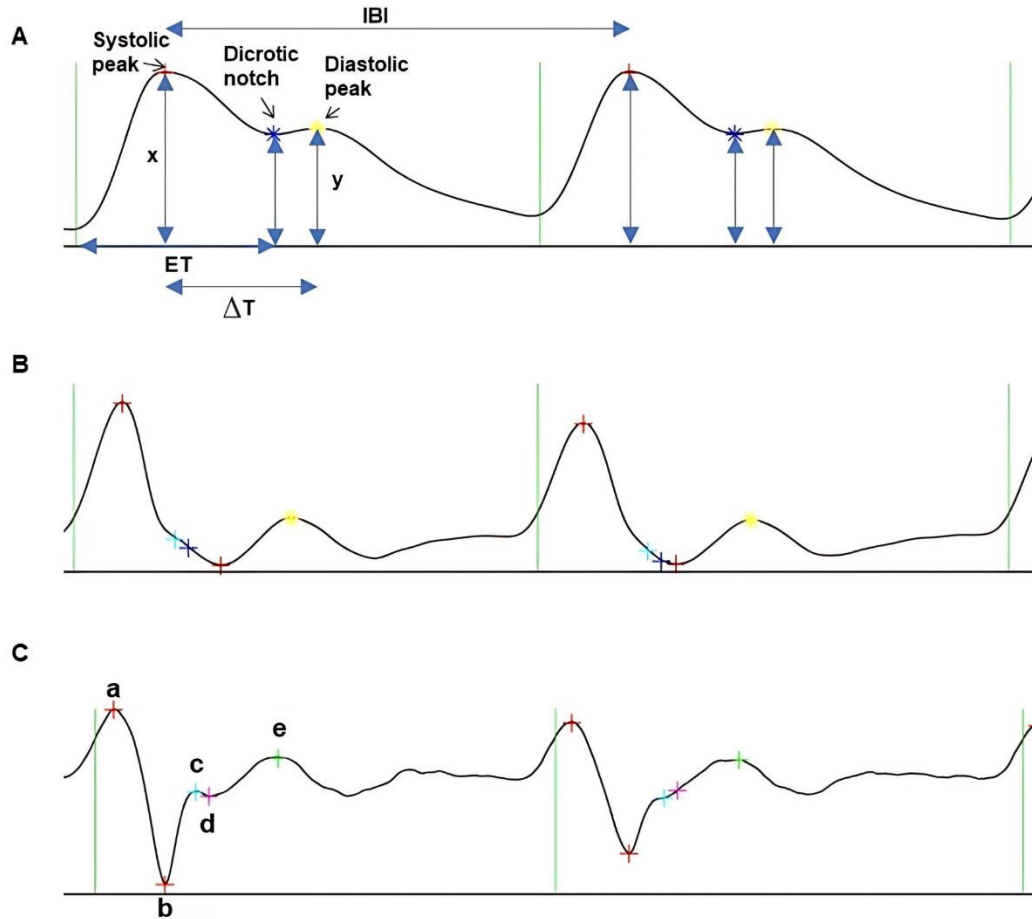 IBI
A
Systolic
peak
Dicrotic
notch
Diastolic
peak
x
y
ET
ΔT
B
C
a
e
c
d
b